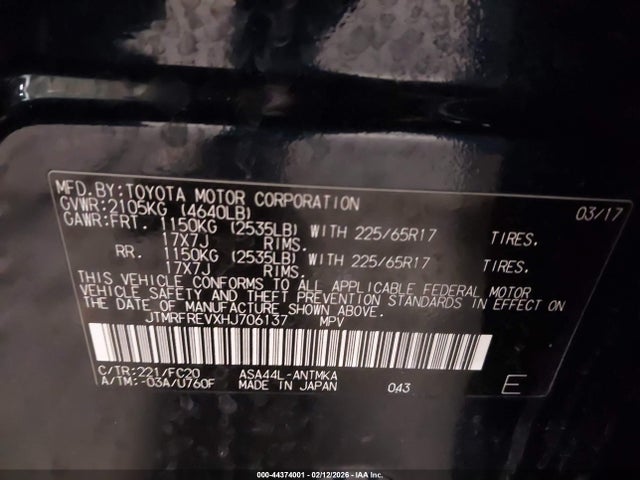 MFD.BY:TOYOTA MOTOR CORPORATION 03/17
GVWR:2105KG (4640LB)
GAWR:FRT. 1150KG (2535LB) WITH 225/65R17 TIRES.
17X7J RIMS.
RR. 1150KG (2535LB) WITH 225/65R17 TIRES.
17X7J RIMS.
THIS VEHICLE CONFORMS TO ALL APPLICABLE FEDERAL MOTOR
VEHICLE SAFETY AND THEFT PREVENTION STANDARDS IN EFFECT ON
THE DATE OF MANUFACTURE SHOWN ABOVE.
JTMRFREVXHJ706137 MPV
C/TR:221/FC20 ASA44L-ANTMKA
A/TM:-03A/U760F MADE IN JAPAN 043 E
000-44374001 - 02/12/2026 - IAA Inc.